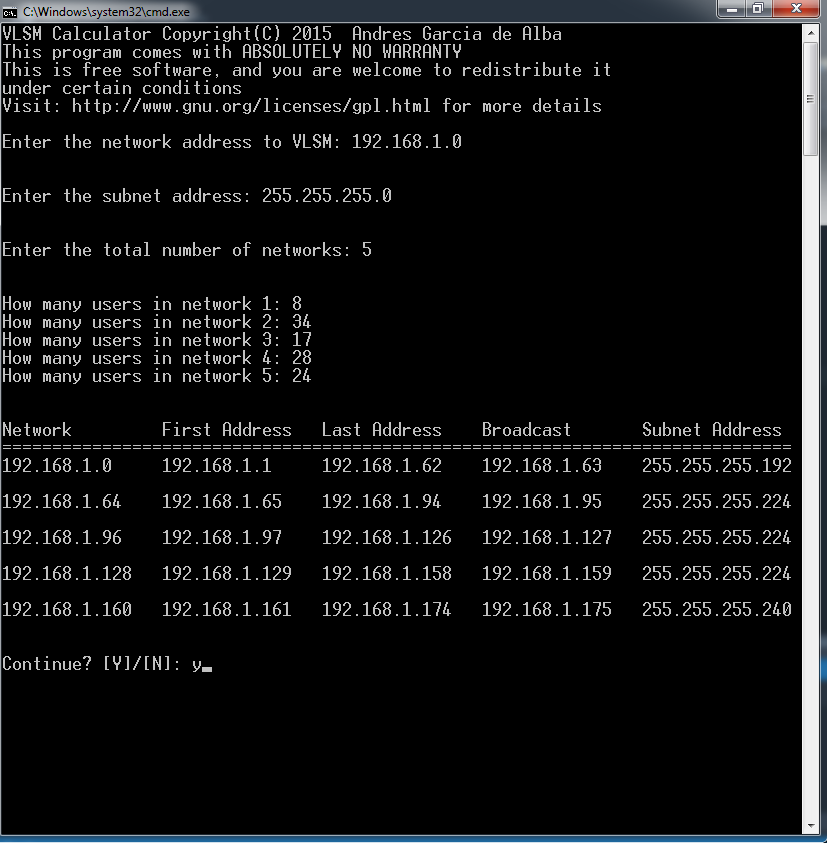 C:\Windows\system32\cmd.exe
VLSM Calculator Copyright(C) 2015  Andres Garcia de Alba
This program comes with ABSOLUTELY NO WARRANTY
This is free software, and you are welcome to redistribute it
under certain conditions
Visit: http://www.gnu.org/licenses/gpl.html for more details
Enter the network address to VLSM: 192.168.1.0
Enter the subnet address: 255.255.255.0
Enter the total number of networks: 5
How many users in network 1: 8
How many users in network 2: 34
How many users in network 3: 17
How many users in network 4: 28
How many users in network 5: 24
Network         First Address   Last Address    Broadcast       Subnet Address
===============================================================================
192.168.1.0     192.168.1.1     192.168.1.62    192.168.1.63    255.255.255.192
192.168.1.64    192.168.1.65    192.168.1.94    192.168.1.95    255.255.255.224
192.168.1.96    192.168.1.97    192.168.1.126   192.168.1.127   255.255.255.224
192.168.1.128   192.168.1.129   192.168.1.158   192.168.1.159   255.255.255.224
192.168.1.160   192.168.1.161   192.168.1.174   192.168.1.175   255.255.255.240
Continue? [Y]/[N]: y